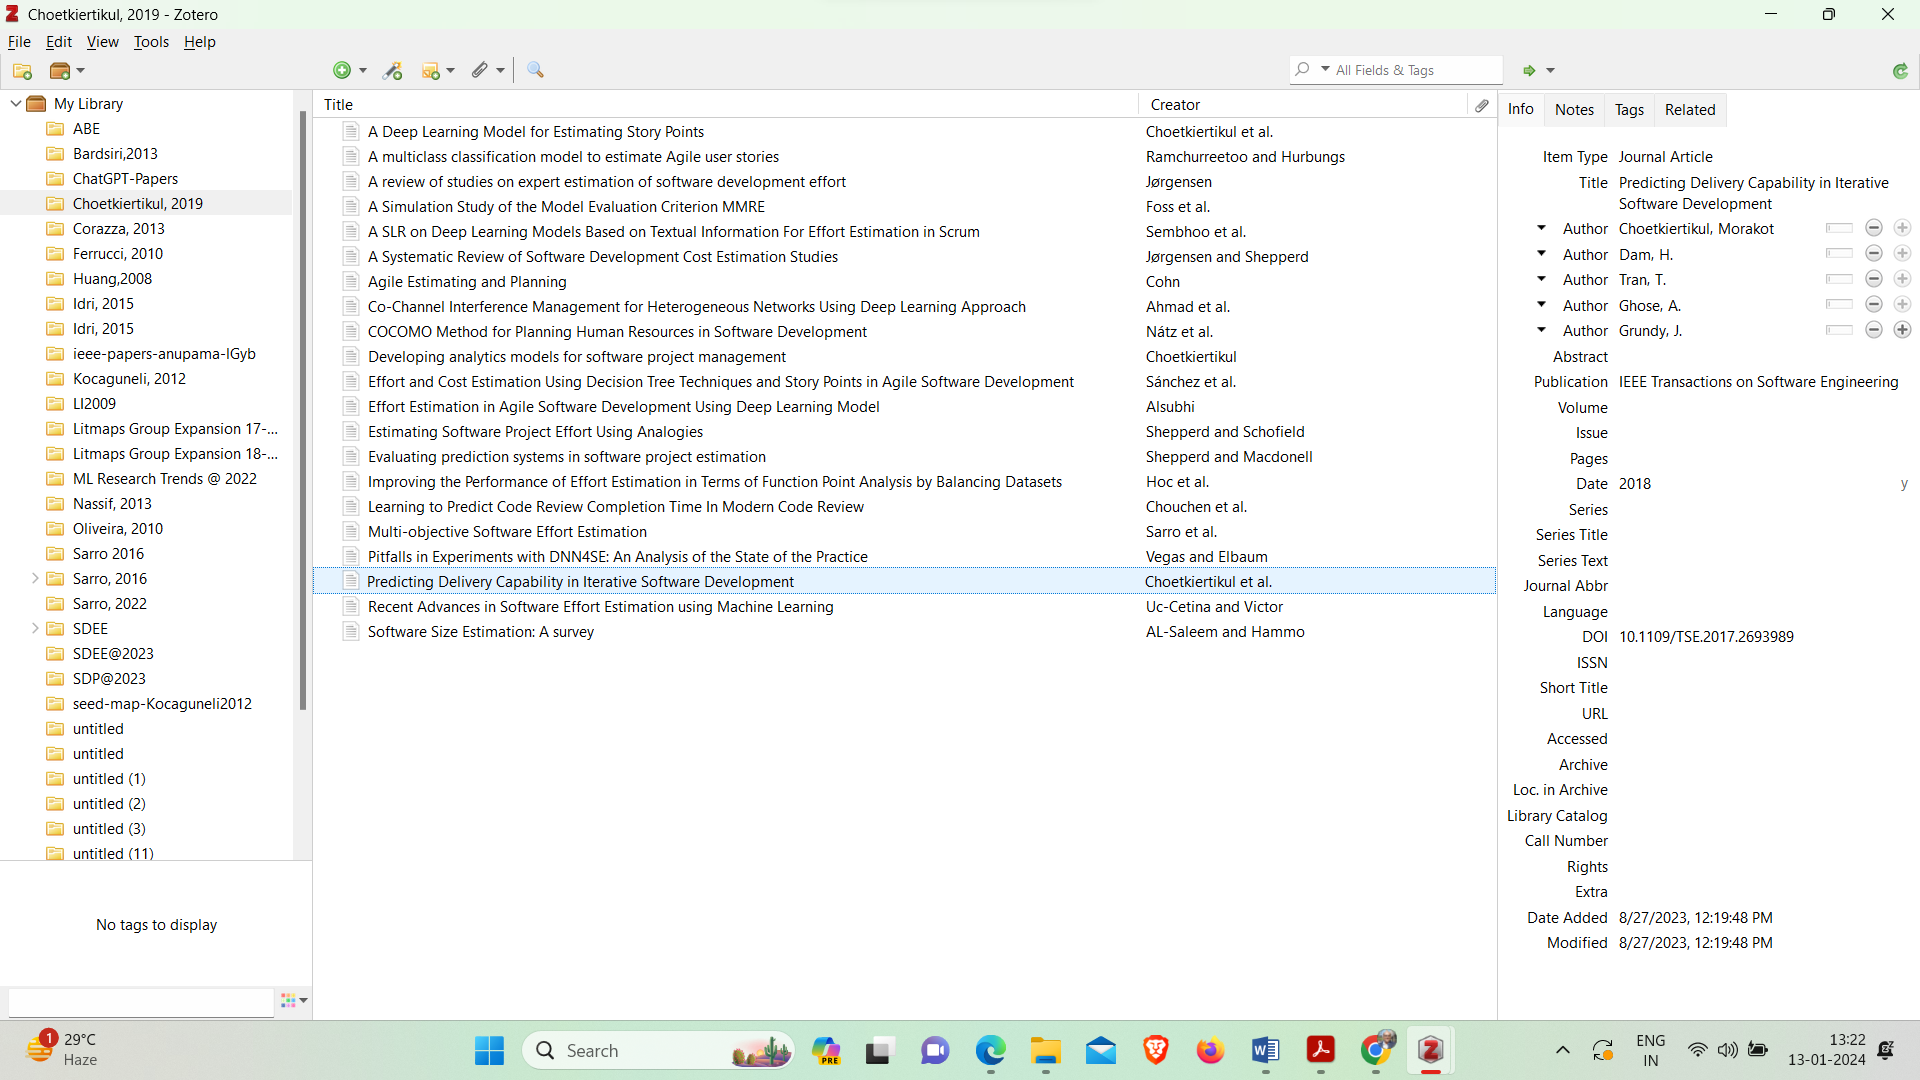 Choetkiertikul, 2019 - Zotero
File Edit View Tools Help
All Fields & Tags
My Library
ABE
Bardsiri,2013
ChatGPT-Papers
Choetkiertikul, 2019
Corazza, 2013
Ferrucci, 2010
Huang,2008
Idri, 2015
Idri, 2015
ieee-papers-anupama-IGyb
Kocaguneli, 2012
LI2009
Litmaps Group Expansion 17-...
Litmaps Group Expansion 18-...
ML Research Trends @ 2022
Nassif, 2013
Oliveira, 2010
Sarro 2016
Sarro, 2016
Sarro, 2022
SDEE
SDEE@2023
SDP@2023
seed-map-Kocaguneli2012
untitled
untitled
untitled (1)
untitled (2)
untitled (3)
untitled (11)
No tags to display
Title Creator
A Deep Learning Model for Estimating Story Points Choetkiertikul et al.
A multiclass classification model to estimate Agile user stories Ramchurreetoo and Hurbungs
A review of studies on expert estimation of software development effort Jørgensen
A Simulation Study of the Model Evaluation Criterion MMRE Foss et al.
A SLR on Deep Learning Models Based on Textual Information For Effort Estimation in Scrum Sembhoo et al.
A Systematic Review of Software Development Cost Estimation Studies Jørgensen and Shepperd
Agile Estimating and Planning Cohn
Co-Channel Interference Management for Heterogeneous Networks Using Deep Learning Approach Ahmad et al.
COCOMO Method for Planning Human Resources in Software Development Nátz et al.
Developing analytics models for software project management Choetkiertikul
Effort and Cost Estimation Using Decision Tree Techniques and Story Points in Agile Software Development Sánchez et al.
Effort Estimation in Agile Software Development Using Deep Learning Model Alsubhi
Estimating Software Project Effort Using Analogies Shepperd and Schofield
Evaluating prediction systems in software project estimation Shepperd and Macdonell
Improving the Performance of Effort Estimation in Terms of Function Point Analysis by Balancing Datasets Hoc et al.
Learning to Predict Code Review Completion Time In Modern Code Review Chouchen et al.
Multi-objective Software Effort Estimation Sarro et al.
Pitfalls in Experiments with DNN4SE: An Analysis of the State of the Practice Vegas and Elbaum
Predicting Delivery Capability in Iterative Software Development Choetkiertikul et al.
Recent Advances in Software Effort Estimation using Machine Learning Uc-Cetina and Victor
Software Size Estimation: A survey AL-Saleem and Hammo
Info Notes Tags Related
Item Type Journal Article
Title Predicting Delivery Capability in Iterative
Software Development
Author Choetkiertikul, Morakot
Author Dam, H.
Author Tran, T.
Author Ghose, A.
Author Grundy, J.
Abstract
Publication IEEE Transactions on Software Engineering
Volume
Issue
Pages
Date 2018 y
Series
Series Title
Series Text
Journal Abbr
Language
DOI 10.1109/TSE.2017.2693989
ISSN
Short Title
URL
Accessed
Archive
Loc. in Archive
Library Catalog
Call Number
Rights
Extra
Date Added 8/27/2023, 12:19:48 PM
Modified 8/27/2023, 12:19:48 PM
1
29°C
Haze
Search
PRE
ENG
IN
13:22
13-01-2024